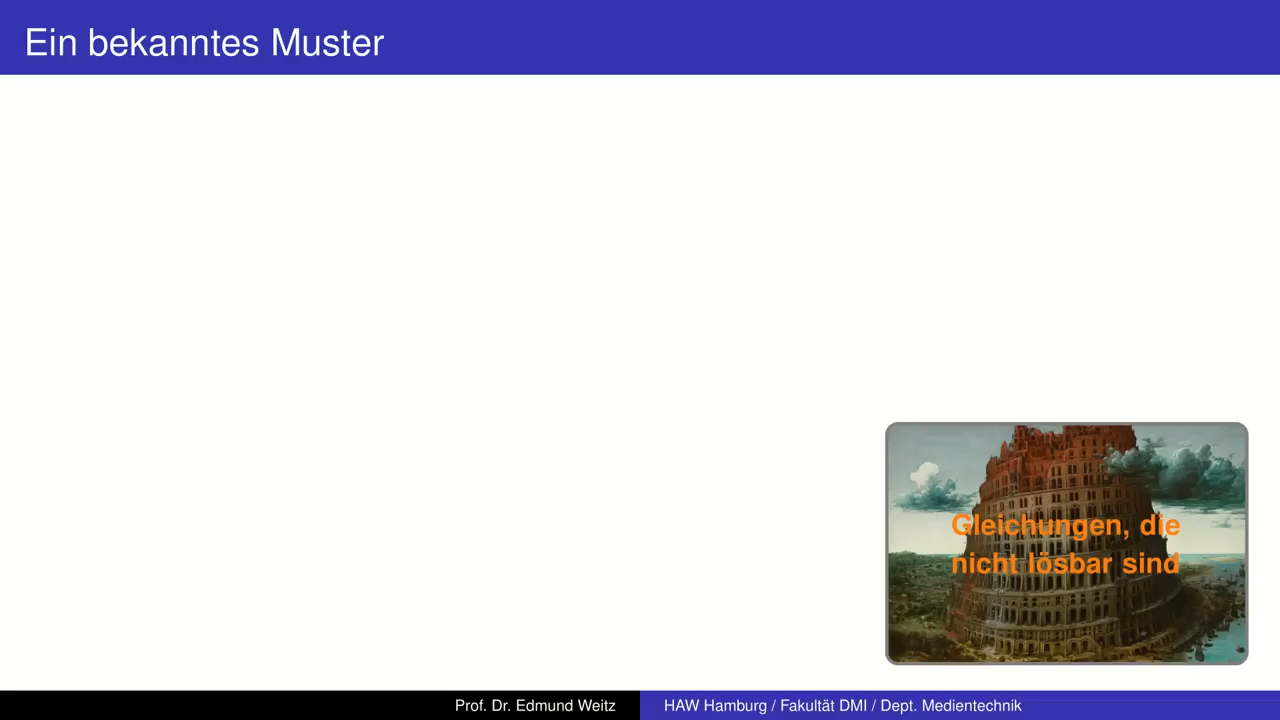 Ein bekanntes Muster
Gleichungen, die
nicht lösbar sind
Prof. Dr. Edmund Weitz
HAW Hamburg / Fakultät DMI / Dept. Medientechnik